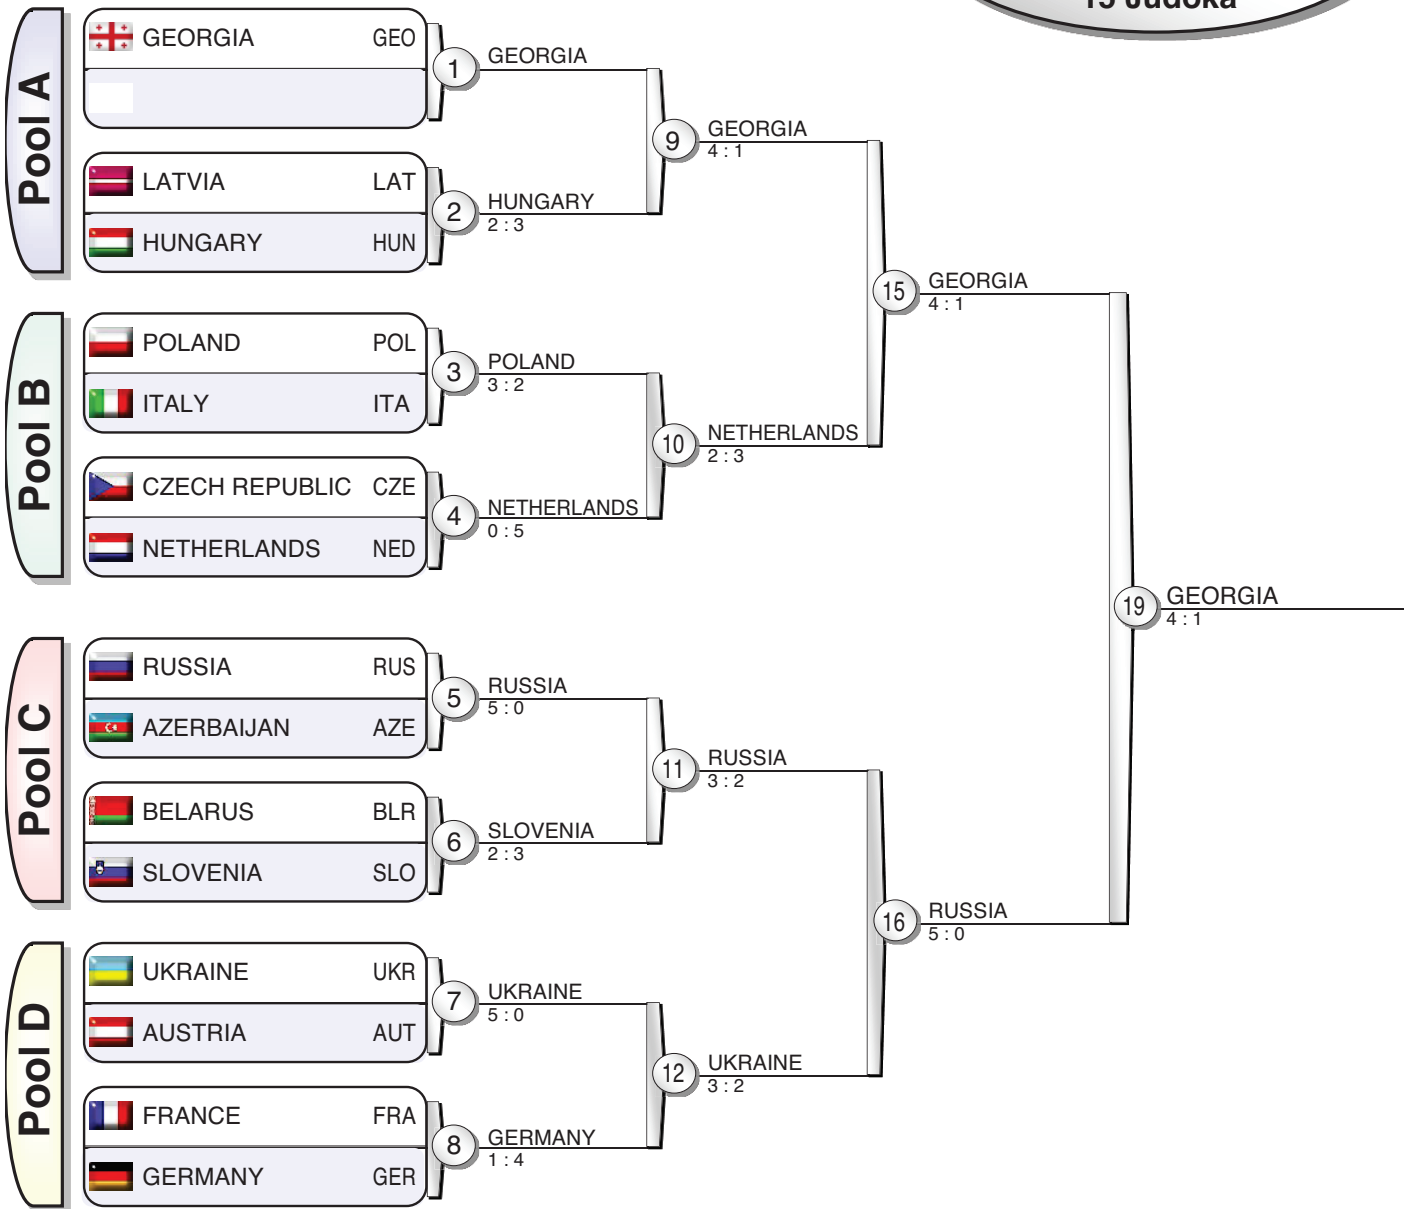 15 Judoka
Pool A
GEORGIA GEO
1
GEORGIA
LATVIA LAT
HUNGARY HUN
2
HUNGARY
2 : 3
9
GEORGIA
4 : 1
Pool B
POLAND POL
ITALY ITA
3
POLAND
3 : 2
CZECH REPUBLIC CZE
NETHERLANDS NED
4
NETHERLANDS
0 : 5
10
NETHERLANDS
2 : 3
15
GEORGIA
4 : 1
Pool C
RUSSIA RUS
AZERBAIJAN AZE
5
RUSSIA
5 : 0
BELARUS BLR
SLOVENIA SLO
6
SLOVENIA
2 : 3
11
RUSSIA
3 : 2
Pool D
UKRAINE UKR
AUSTRIA AUT
7
UKRAINE
5 : 0
FRANCE FRA
GERMANY GER
8
GERMANY
1 : 4
12
UKRAINE
3 : 2
16
RUSSIA
5 : 0
19
GEORGIA
4 : 1